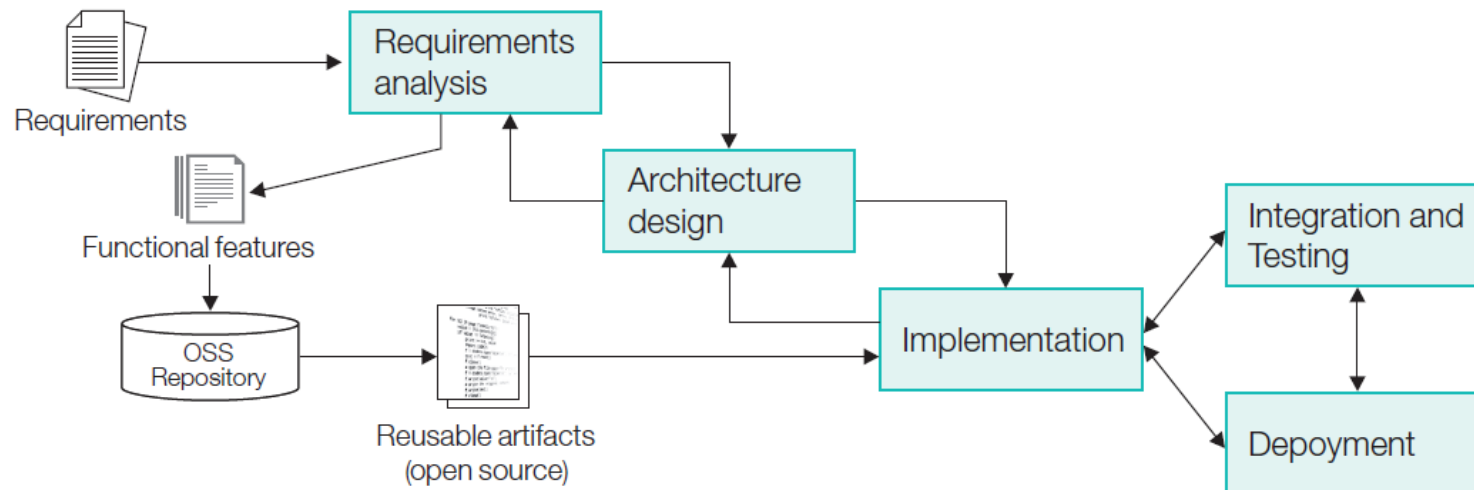 Requirements
analysis
Requirements
Architecture
design
Functional features
Integration and
Testing
OSS
Repository
Implementation
Reusable artifacts
(open source)
Depoyment